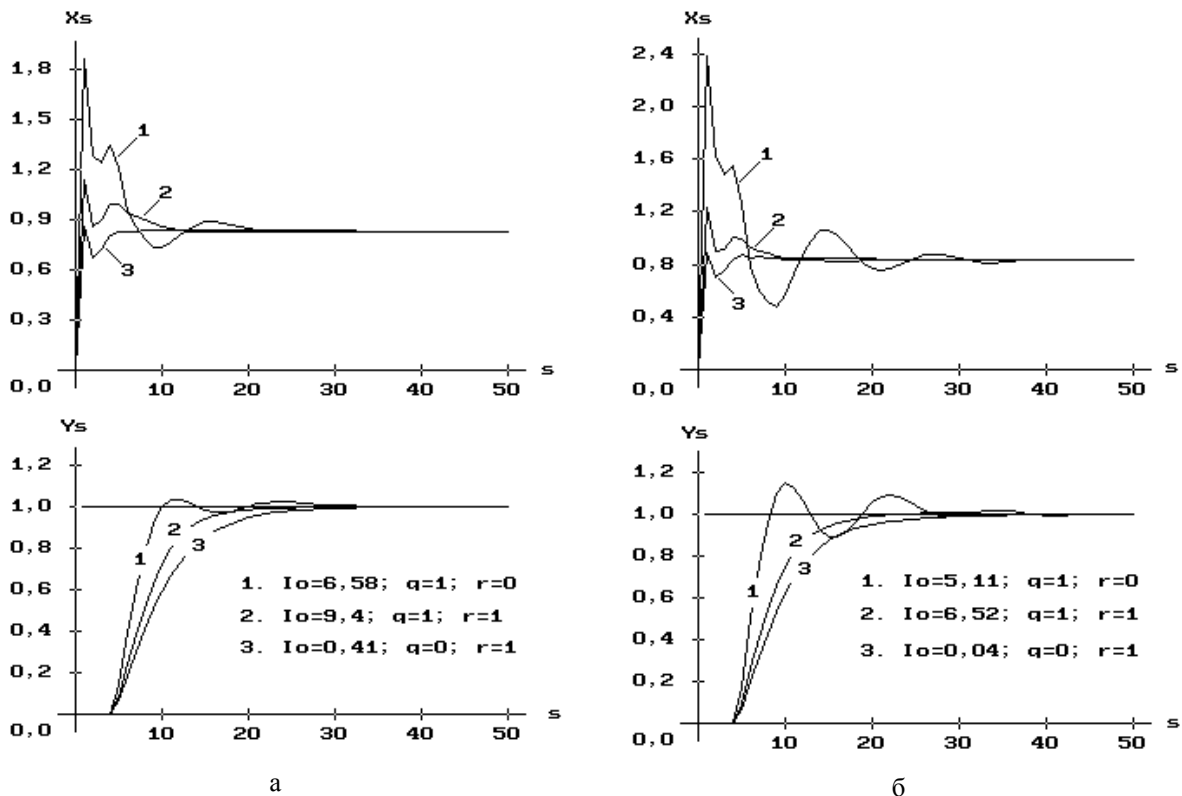 Xs
1,8
1,5
1,2
0,9
0,6
0,3
0,0
1
2
3
10 20 30 40 50 s
Ys
1,2
1,0
0,8
0,6
0,4
0,2
0,0
1
2
3
1. Io=6,58; q=1; r=0
2. Io=9,4; q=1; r=1
3. Io=0,41; q=0; r=1
10 20 30 40 50 s
а
Xs
2,4
2,0
1,6
1,2
0,8
0,4
0,0
1
2
3
10 20 30 40 50 s
Ys
1,2
1,0
0,8
0,6
0,4
0,2
0,0
1
2
3
1. Io=5,11; q=1; r=0
2. Io=6,52; q=1; r=1
3. Io=0,04; q=0; r=1
10 20 30 40 50 s
б